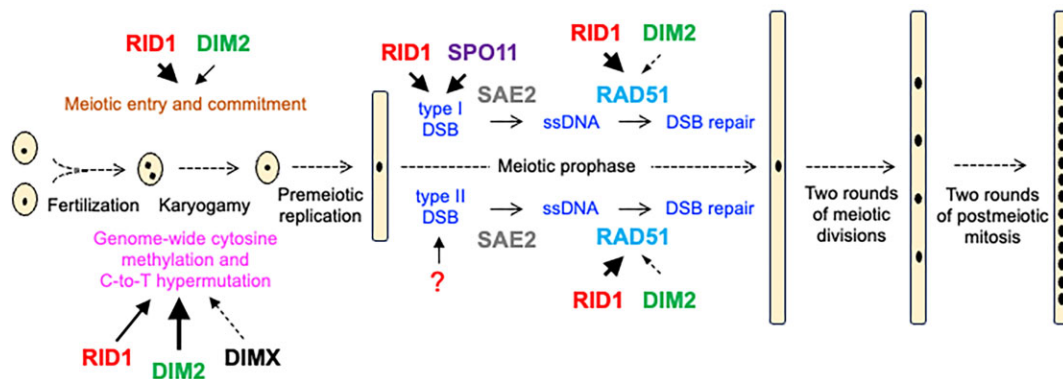 RID1 DIM2
Meiotic entry and commitment
Fertilization
Karyogamy
Premeiotic
replication
Genome-wide cytosine
methylation and
C-to-T hypermutation
RID1
DIM2
DIMX
RID1 SPO11
SAE2
type I
DSB
ssDNA
RID1 DIM2
RAD51
DSB repair
Meiotic prophase
type II
DSB
SAE2
ssDNA
DSB repair
RAD51
?
RID1 DIM2
Two rounds
of meiotic
divisions
Two rounds
of postmeiotic
mitosis